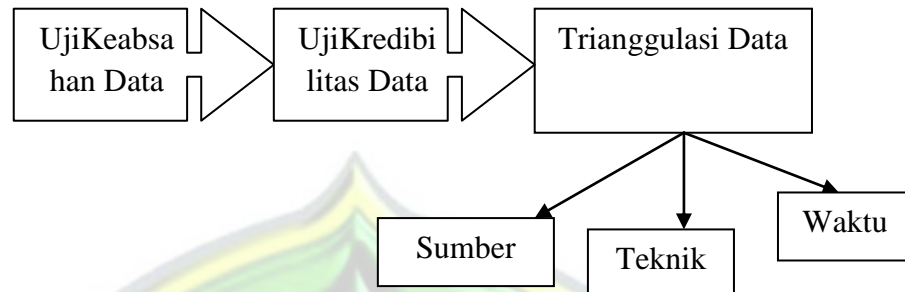 UjiKeabsa
han Data
UjiKredibi
litas Data
Trianggulasi Data
Sumber
Teknik
Waktu